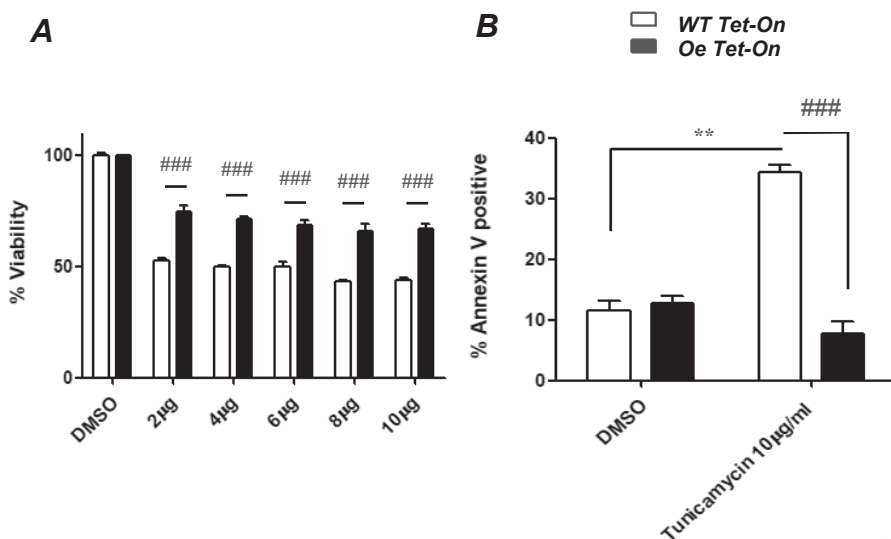 A
B
WT Tet-On
Oe Tet-On
% Viability
100
50
0
###
###
###
###
###
DMSO
2µg
4µg
6µg
8µg
10µg
% Annexin V positive
40
30
20
10
0
**
###
DMSO
Tunicamycin 10µg/ml